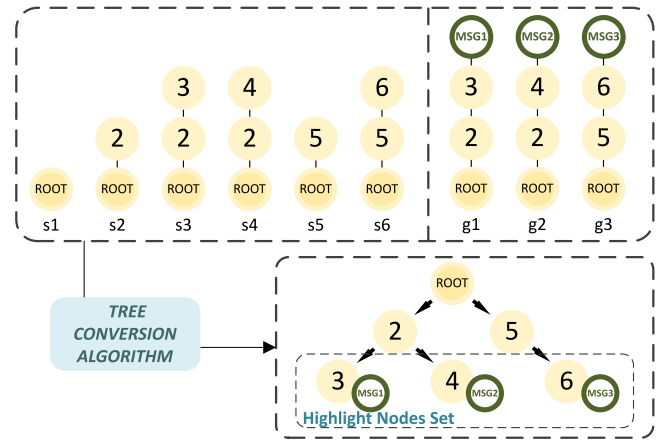 MSG1 MSG2 MSG3
3 4 6 3 4 6
2 2 2 5 5 2 2 5
ROOT ROOT ROOT ROOT ROOT ROOT ROOT ROOT ROOT
s1 s2 s3 s4 s5 s6 g1 g2 g3
TREE
CONVERSION
ALGORITHM
ROOT
2 5
3 4 6
MSG1 MSG2 MSG3
Highlight Nodes Set